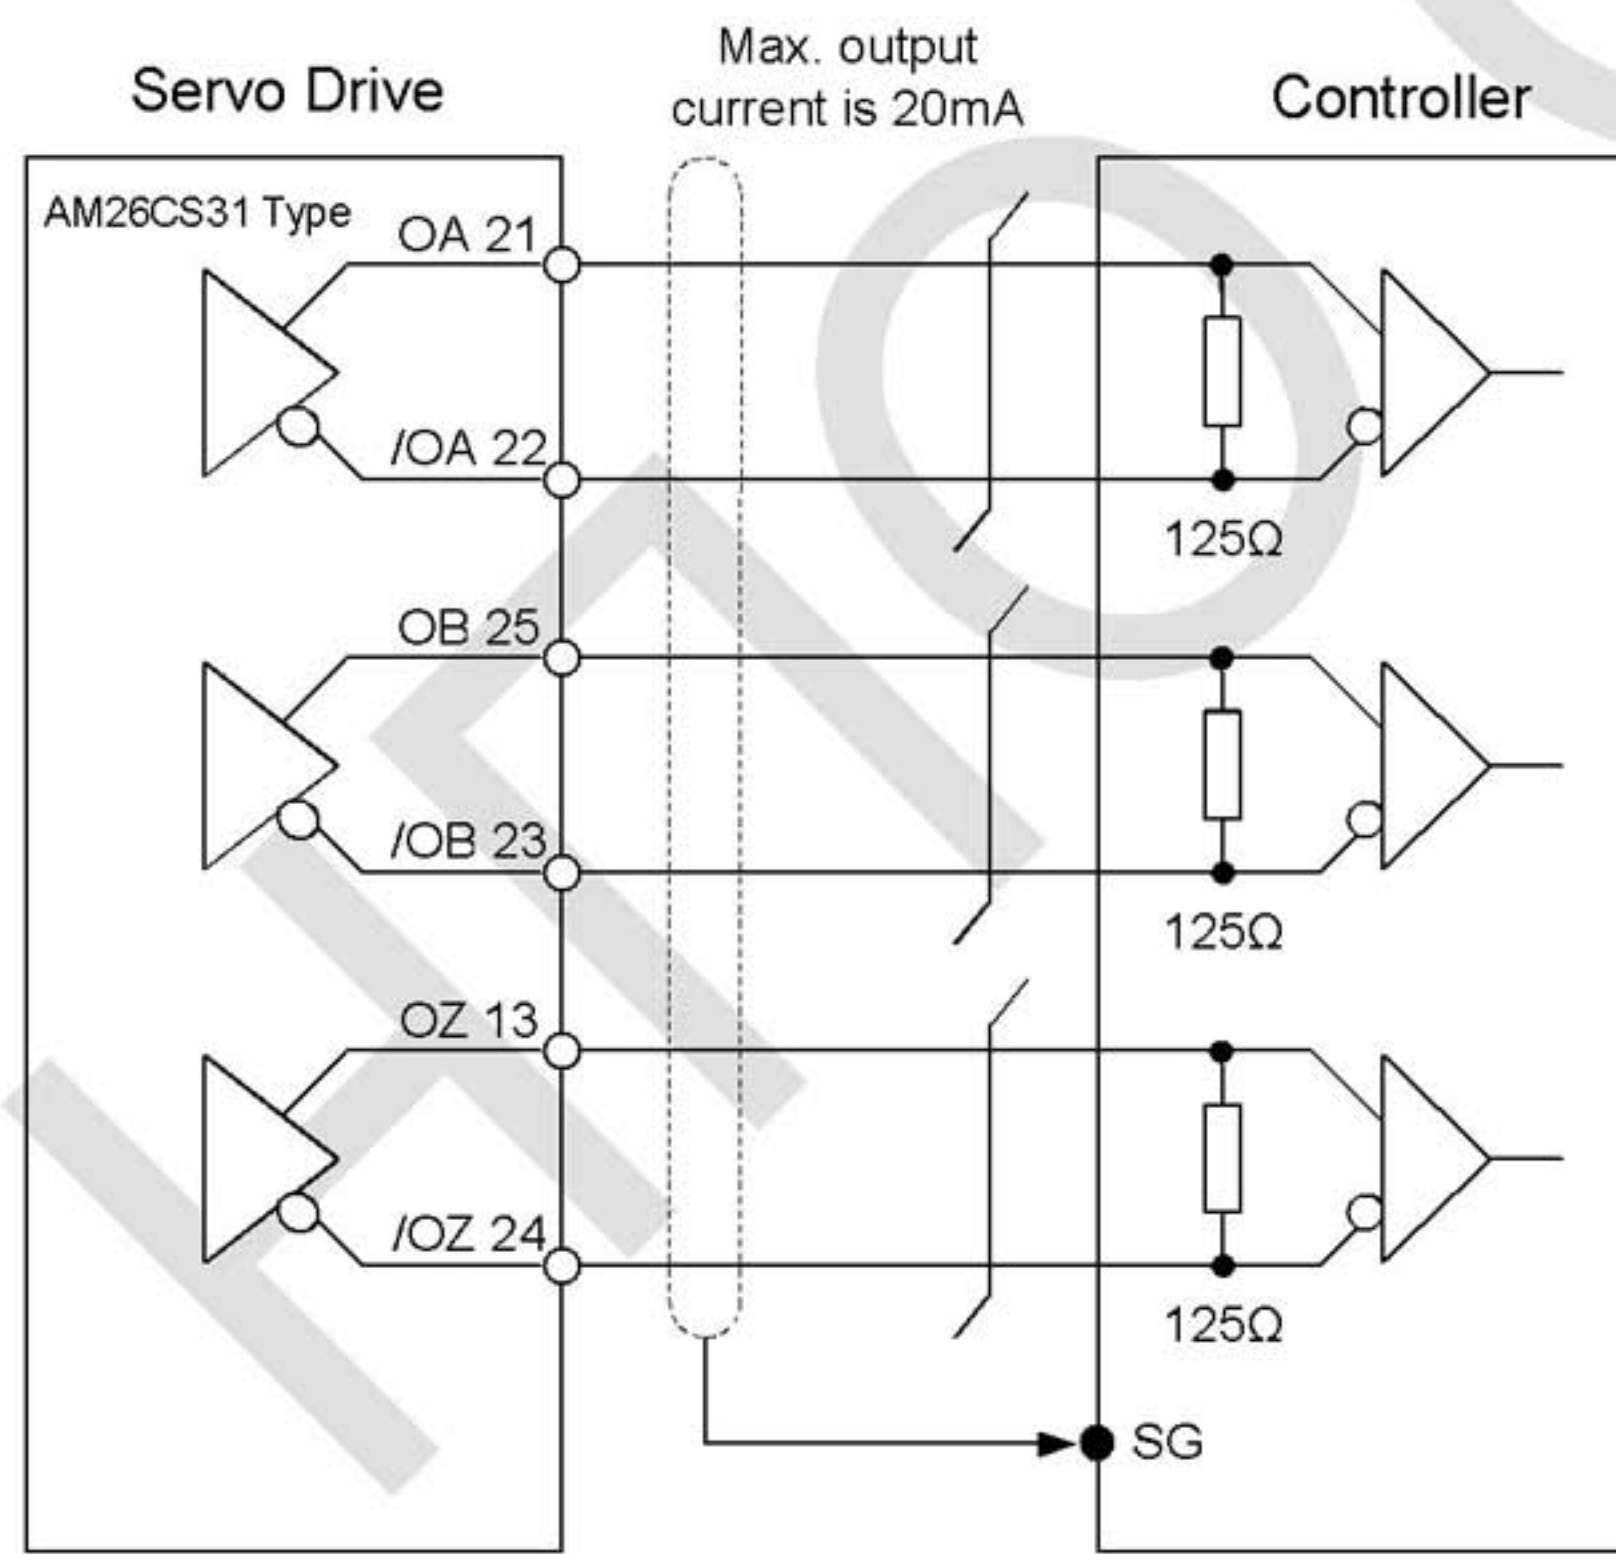 Max. output
current is 20mA
Servo Drive
Controller
AM26CS31 Type
OA 21
/OA 22
125Ω
OB 25
/OB 23
125Ω
OZ 13
/OZ 24
125Ω
SG